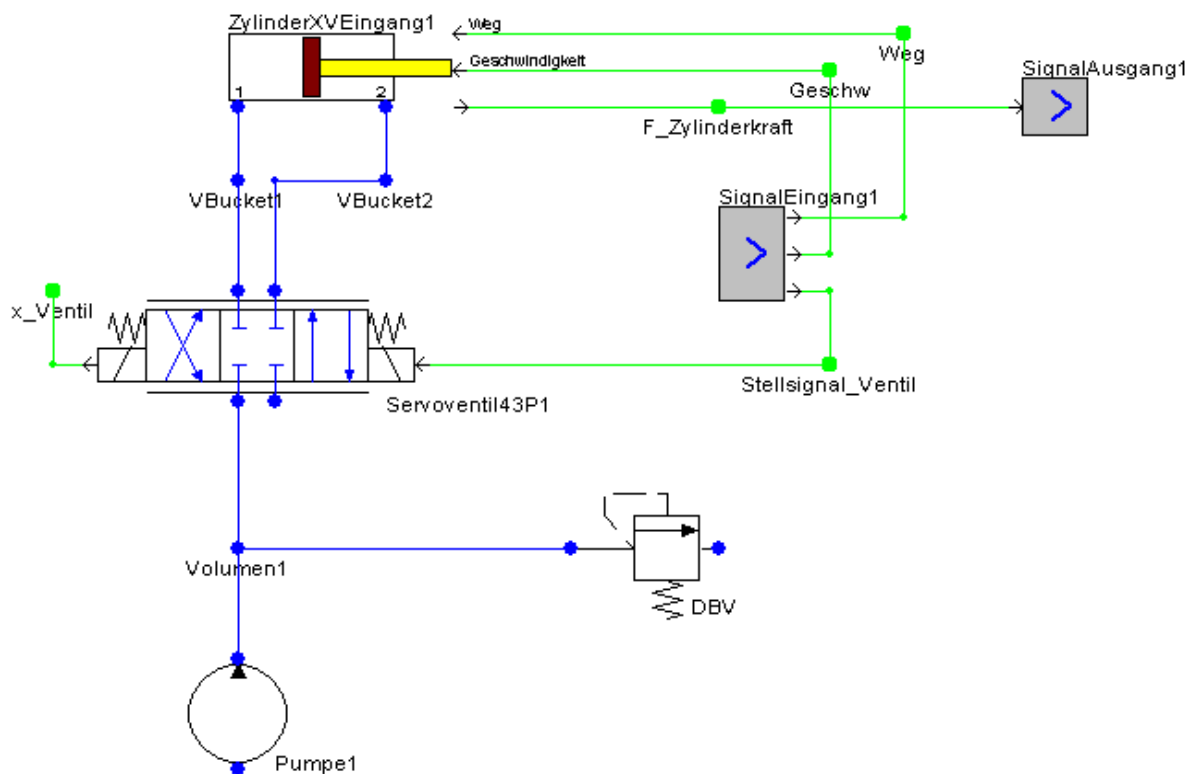 ZylinderXVEingang1
Weg
Weg
Geschwindigkeit
SignalAusgang1
Geschw
1
2
F_Zylinderkraft
VBucket1
VBucket2
SignalEingang1
x_Ventil
Stellsignal_Ventil
Servoventil43P1
Volumen1
DBV
Pumpe1